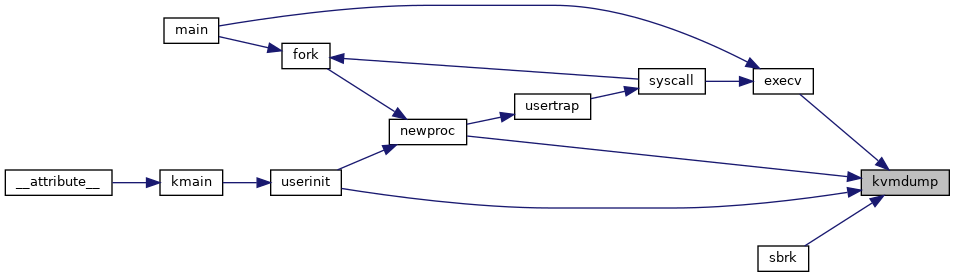 main
fork
syscall
execv
usertrap
newproc
__attribute__
kmain
userinit
kvmdump
sbrk